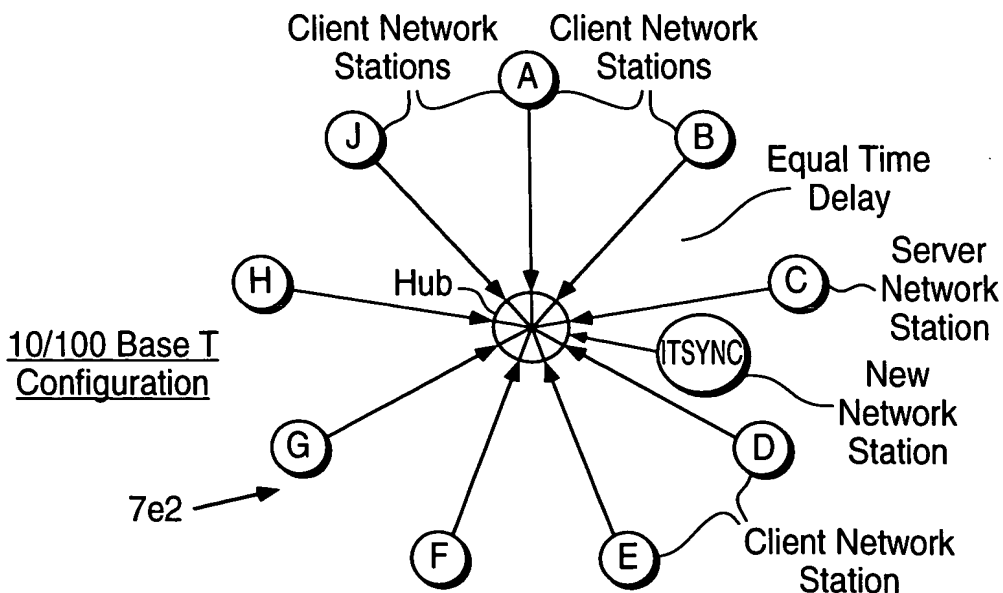 Client Network
Stations
Client Network
Stations
A
J
B
Equal Time
Delay
H
Hub
C
Server
Network
Station
10/100 Base T
Configuration
ITSYNC
New
Network
Station
G
D
7e2
F
E
Client Network
Station